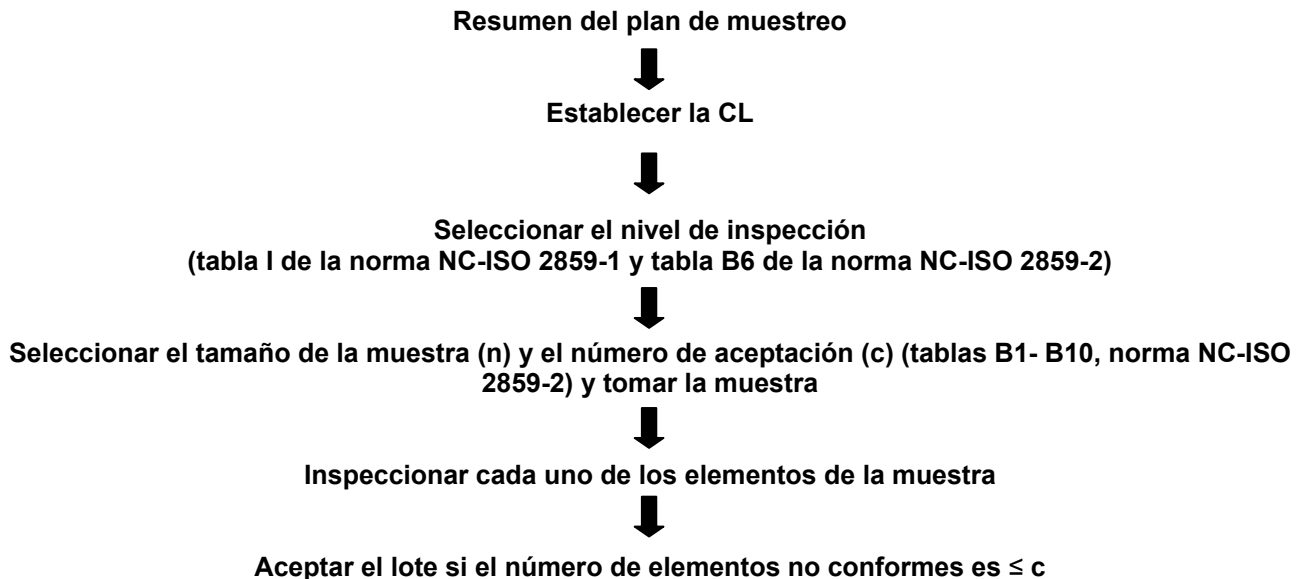 Resumen del plan de muestreo
Establecer la CL
Seleccionar el nivel de inspección
(tabla I de la norma NC-ISO 2859-1 y tabla B6 de la norma NC-ISO 2859-2)
Seleccionar el tamaño de la muestra (n) y el número de aceptación (c) (tablas B1- B10, norma NC-ISO
2859-2) y tomar la muestra
Inspeccionar cada uno de los elementos de la muestra
Aceptar el lote si el número de elementos no conformes es ≤ c